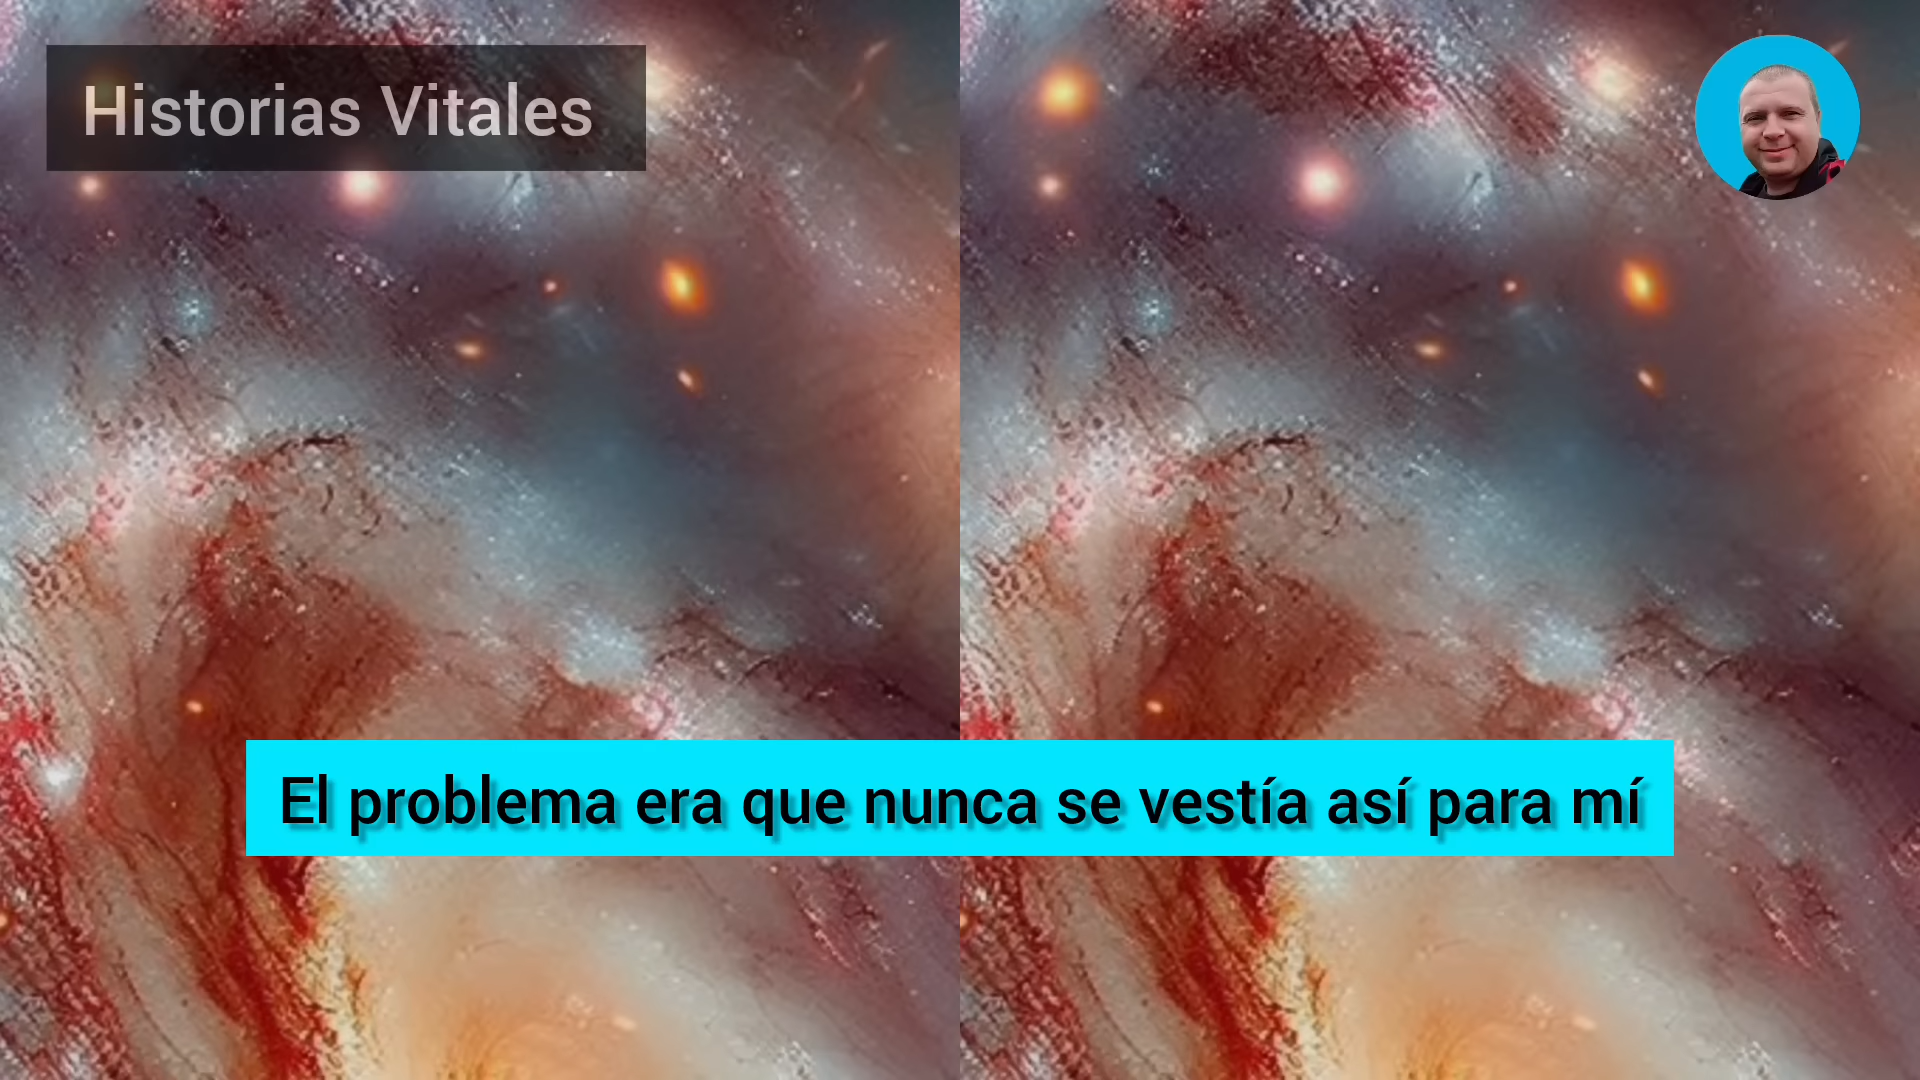 Historias Vitales
El problema era que nunca se vestía así para mí